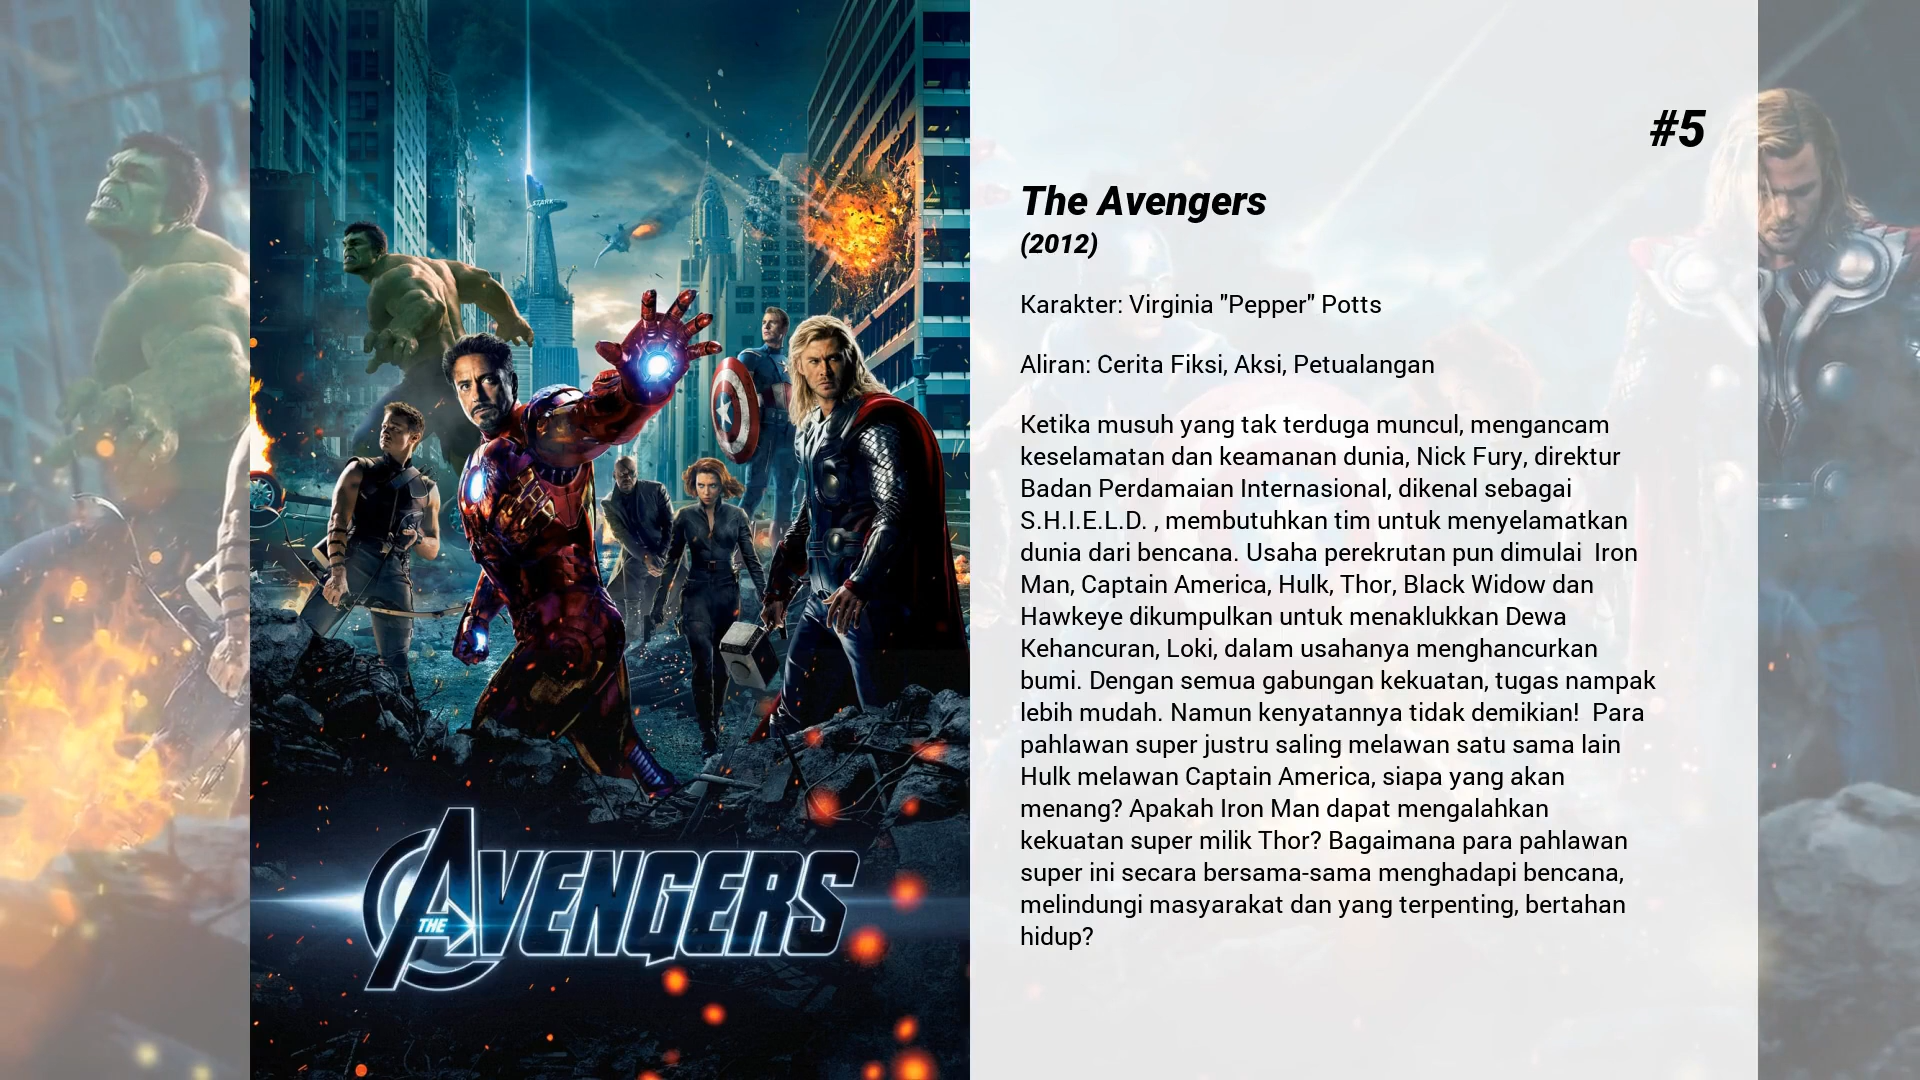 STARK
THE AVENGERS
#5
The Avengers
(2012)
Karakter: Virginia "Pepper" Potts
Aliran: Cerita Fiksi, Aksi, Petualangan
Ketika musuh yang tak terduga muncul, mengancam
keselamatan dan keamanan dunia, Nick Fury, direktur
Badan Perdamaian Internasional, dikenal sebagai
S.H.I.E.L.D. , membutuhkan tim untuk menyelamatkan
dunia dari bencana. Usaha perekrutan pun dimulai  Iron
Man, Captain America, Hulk, Thor, Black Widow dan
Hawkeye dikumpulkan untuk menaklukkan Dewa
Kehancuran, Loki, dalam usahanya menghancurkan
bumi. Dengan semua gabungan kekuatan, tugas nampak
lebih mudah. Namun kenyatannya tidak demikian!  Para
pahlawan super justru saling melawan satu sama lain
Hulk melawan Captain America, siapa yang akan
menang? Apakah Iron Man dapat mengalahkan
kekuatan super milik Thor? Bagaimana para pahlawan
super ini secara bersama-sama menghadapi bencana,
melindungi masyarakat dan yang terpenting, bertahan
hidup?